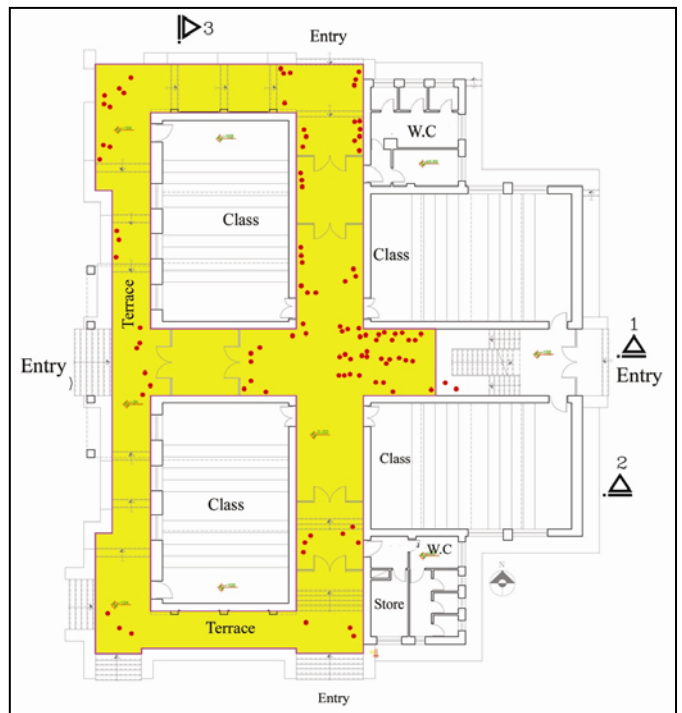 3
Entry
W.C
Class
Class
Terrace
1
Entry
Entry
2
Class
Class
W.C
Store
Terrace
Entry